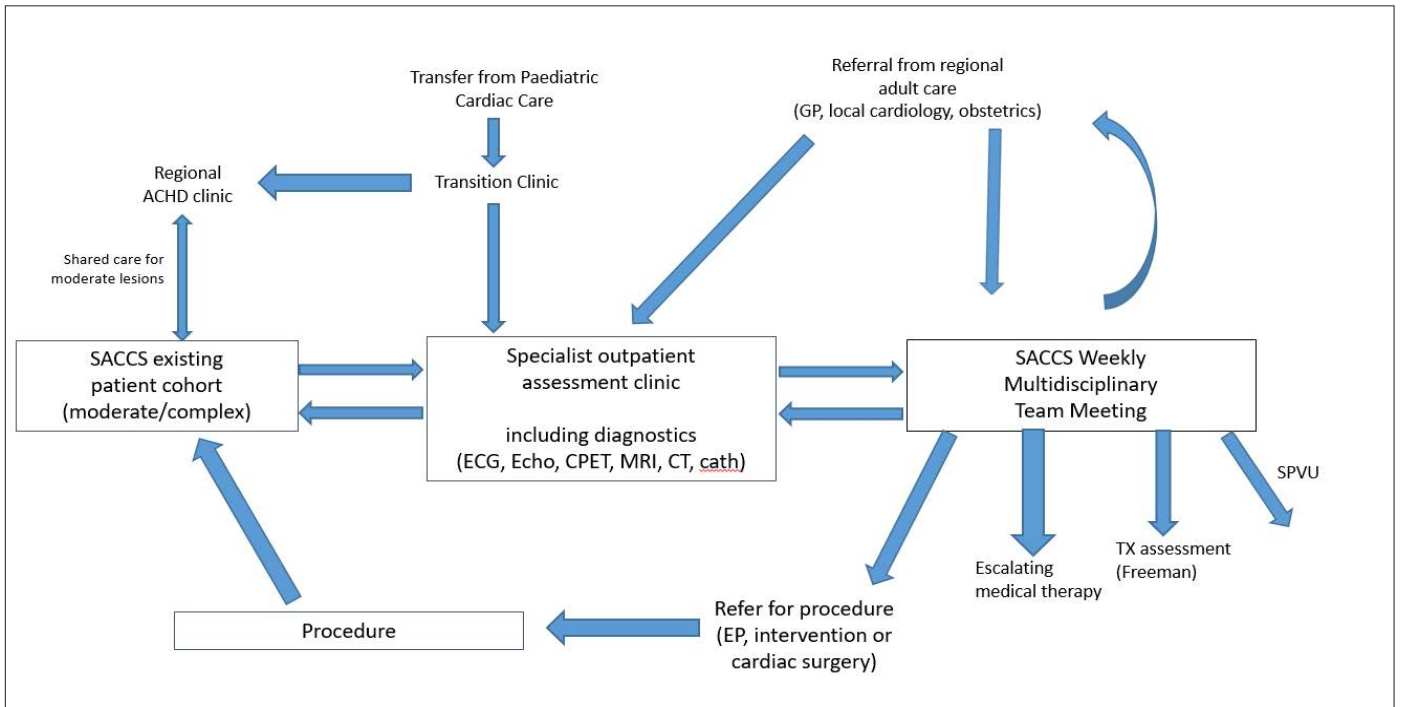 Transfer from Paediatric
Cardiac Care
Referral from regional
adult care
(GP, local cardiology, obstetrics)
Regional
ACHD clinic
Transition Clinic
Shared care for
moderate lesions
SACCS existing
patient cohort
(moderate/complex)
Specialist outpatient
assessment clinic
including diagnostics
(ECG, Echo, CPET, MRI, CT, cath)
SACCS Weekly
Multidisciplinary
Team Meeting
SPVU
TX assessment
(Freeman)
Escalating
medical therapy
Refer for procedure
(EP, intervention or
cardiac surgery)
Procedure